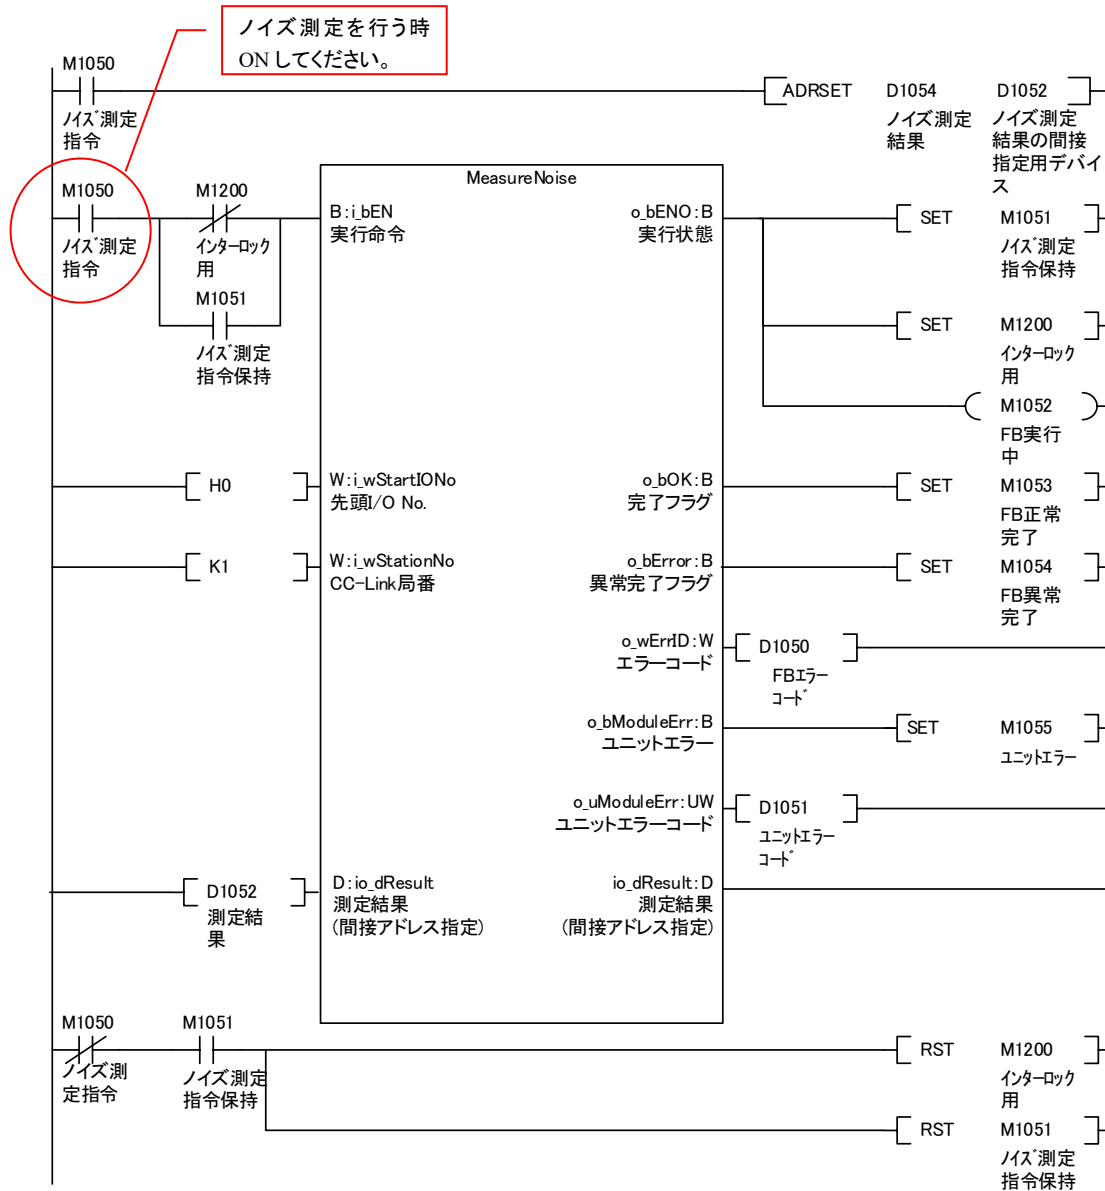 ノイズ測定を行う時
ONしてください。
M1050
ノイズ測定
指令
ADRSET D1054 D1052
ノイズ測定
結果
ノイズ測定
結果の間接
指定用デバイ
ス
MeasureNoise
M1050
ノイズ測定
指令
M1200
インターロック
用
M1051
ノイズ測定
指令保持
B:i_bEN
実行命令
o_bENO:B
実行状態
SET M1051
ノイズ測定
指令保持
SET M1200
インターロック
用
M1052
FB実行
中
H0
W:i_wStartIONo
先頭I/O No.
o_bOK:B
完了フラグ
SET M1053
FB正常
完了
K1
W:i_wStationNo
CC-Link局番
o_bError:B
異常完了フラグ
SET M1054
FB異常
完了
o_wErrID:W
エラーコード
D1050
FBエラー
コード
o_bModuleErr:B
ユニットエラー
SET M1055
ユニットエラー
o_uModuleErr:UW
ユニットエラーコード
D1051
ユニットエラー
コード
D1052
測定結
果
D:io_dResult
測定結果
(間接アドレス指定)
io_dResult:D
測定結果
(間接アドレス指定)
M1050
ノイズ測
定指令
M1051
ノイズ測定
指令保持
RST M1200
インターロック
用
RST M1051
ノイズ測定
指令保持